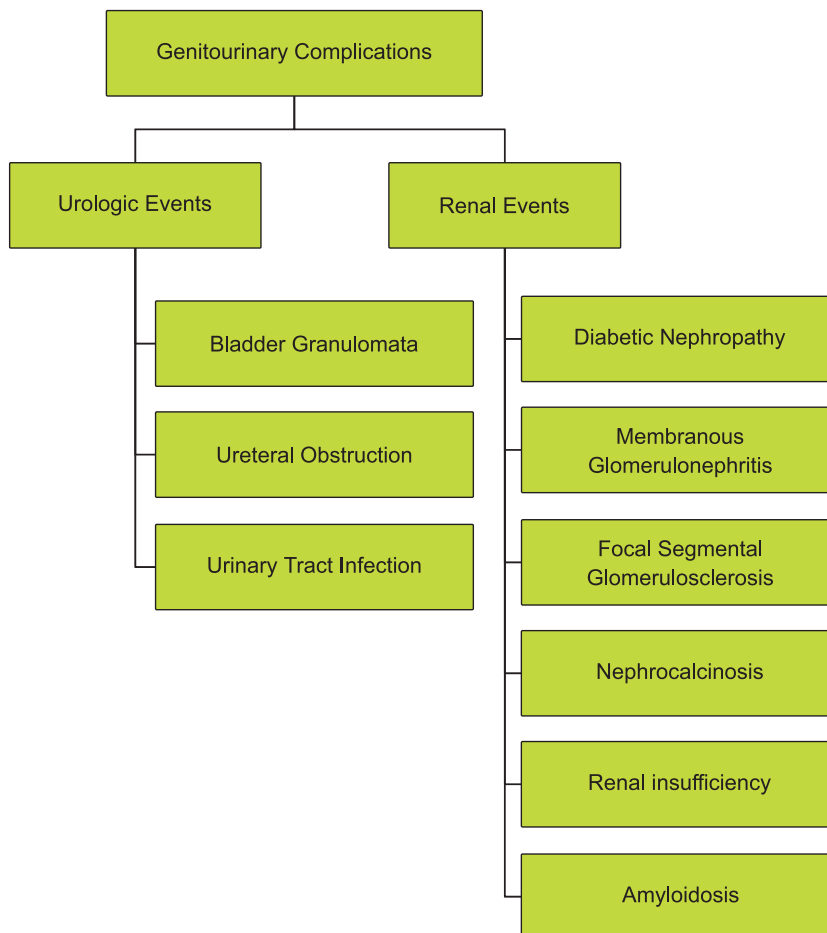 Genitourinary Complications
Urologic Events
Renal Events
Bladder Granulomata
Ureteral Obstruction
Urinary Tract Infection
Diabetic Nephropathy
Membranous
Glomerulonephritis
Focal Segmental
Glomerulosclerosis
Nephrocalcinosis
Renal insufficiency
Amyloidosis